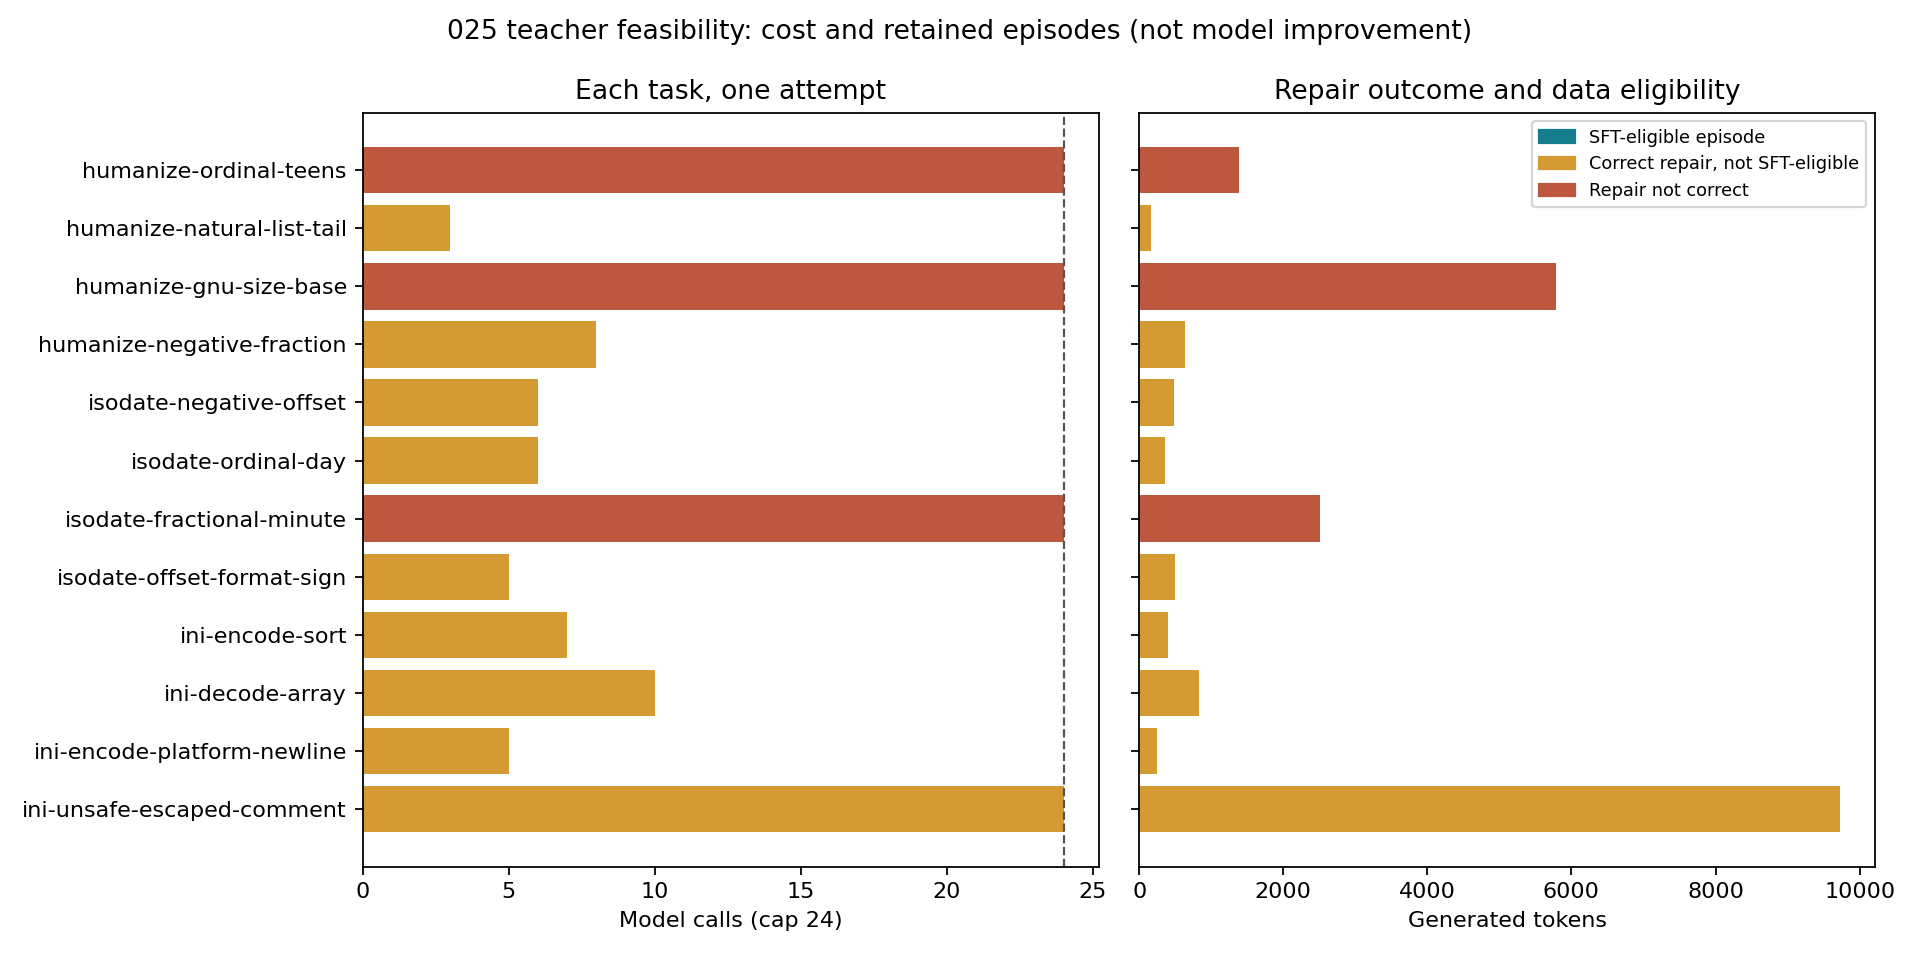 025 teacher feasibility: cost and retained episodes (not model improvement)
Each task, one attempt
humanize-ordinal-teens
humanize-natural-list-tail
humanize-gnu-size-base
humanize-negative-fraction
isodate-negative-offset
isodate-ordinal-day
isodate-fractional-minute
isodate-offset-format-sign
ini-encode-sort
ini-decode-array
ini-encode-platform-newline
ini-unsafe-escaped-comment
0 5 10 15 20 25
Model calls (cap 24)
Repair outcome and data eligibility
SFT-eligible episode
Correct repair, not SFT-eligible
Repair not correct
0 2000 4000 6000 8000 10000
Generated tokens